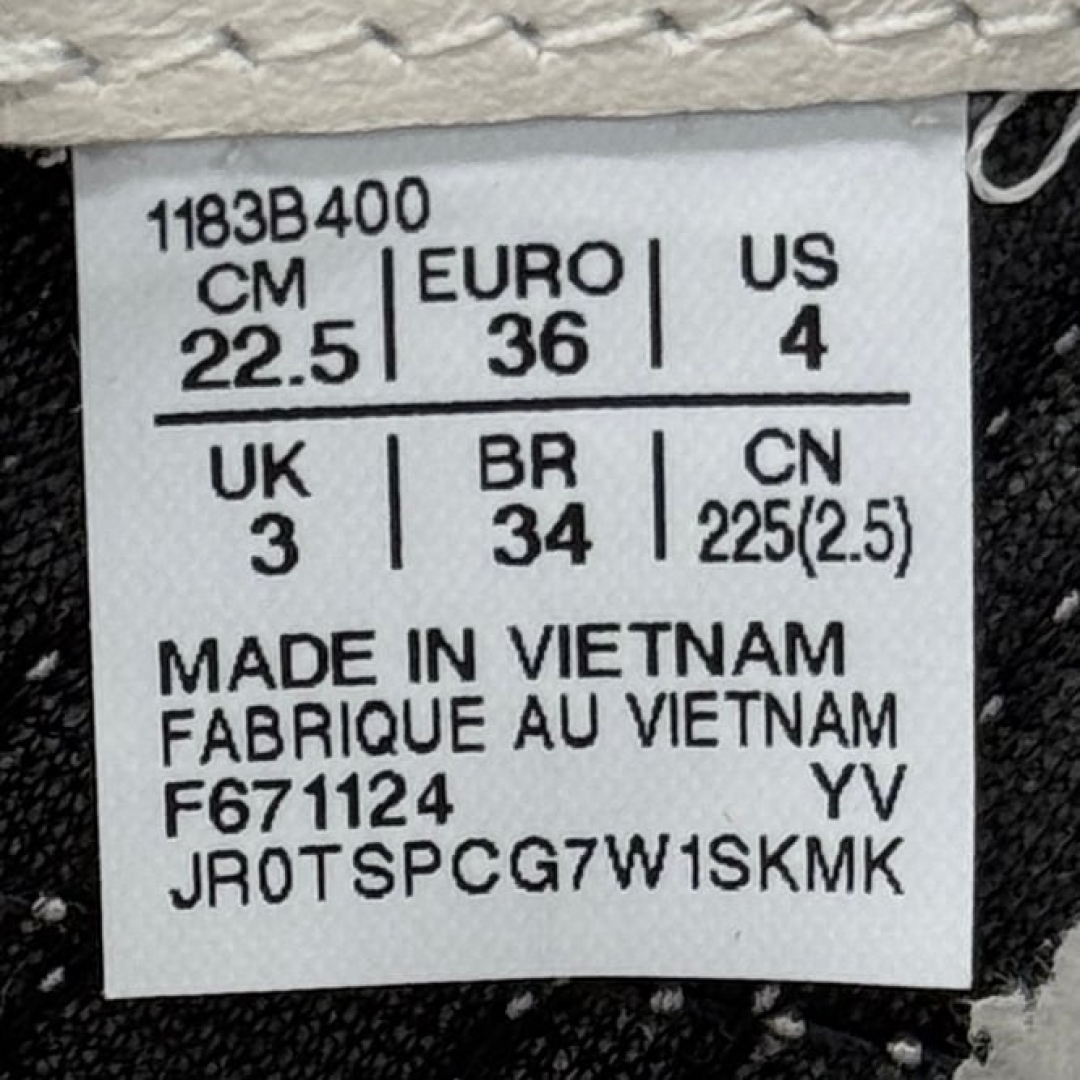 1183B400
CM | EURO | US
22.5 | 36 | 4
UK | BR | CN
3 | 34 | 225(2.5)
MADE IN VIETNAM
FABRIQUE AU VIETNAM
F671124 YV
JR0TSPCG7W1SKMK